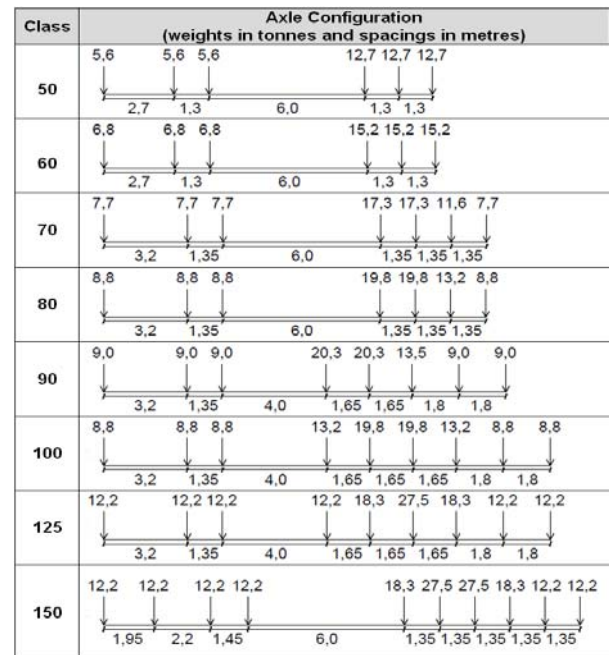 Class
Axle Configuration
(weights in tonnes and spacings in metres)
50
5,6 5,6 5,6 12,7 12,7 12,7
2,7 1,3 6,0 1,3 1,3
60
6,8 6,8 6,8 15,2 15,2 15,2
2,7 1,3 6,0 1,3 1,3
70
7,7 7,7 7,7 17,3 17,3 11,6 7,7
3,2 1,35 6,0 1,35 1,35 1,35
80
8,8 8,8 8,8 19,8 19,8 13,2 8,8
3,2 1,35 6,0 1,35 1,35 1,35
90
9,0 9,0 9,0 20,3 20,3 13,5 9,0 9,0
3,2 1,35 4,0 1,65 1,65 1,8 1,8
100
8,8 8,8 8,8 13,2 19,8 19,8 13,2 8,8 8,8
3,2 1,35 4,0 1,65 1,65 1,65 1,8 1,8
125
12,2 12,2 12,2 12,2 18,3 27,5 18,3 12,2 12,2
3,2 1,35 4,0 1,65 1,65 1,65 1,8 1,8
150
12,2 12,2 12,2 12,2 18,3 27,5 27,5 18,3 12,2 12,2
1,95 2,2 1,45 6,0 1,35 1,35 1,35 1,35 1,35